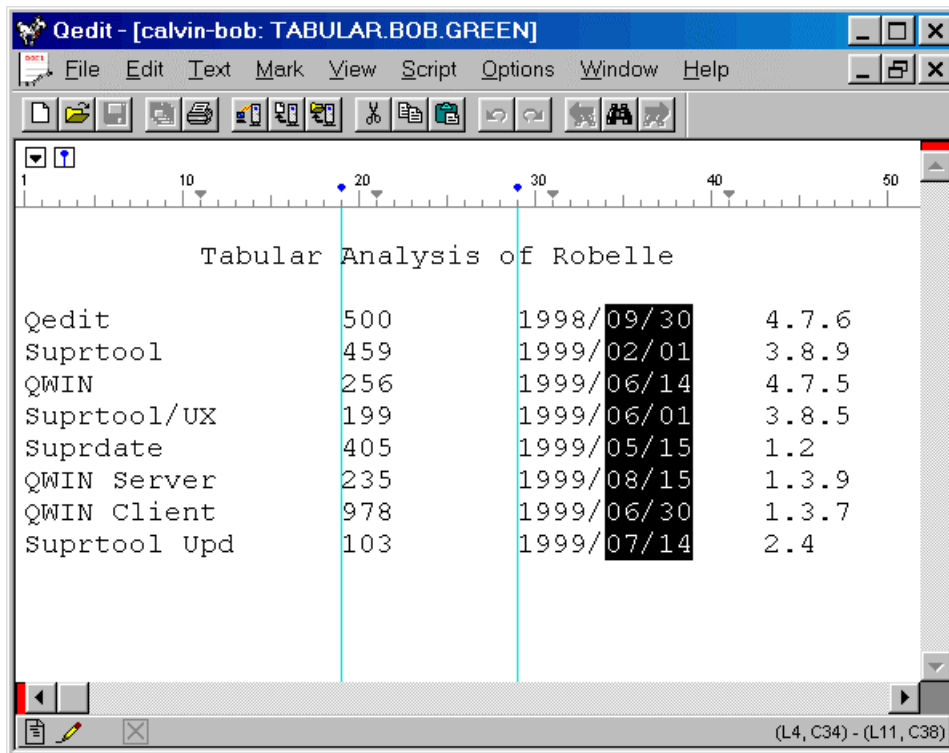 Qedit - [calvin-bob: TABULAR.BOB.GREEN]
File Edit Text Mark View Script Options Window Help
1 10 20 30 40 50
Tabular Analysis of Robelle
Qedit 500 1998/09/30 4.7.6
Suprtool 459 1999/02/01 3.8.9
QWIN 256 1999/06/14 4.7.5
Suprtool/UX 199 1999/06/01 3.8.5
Suprdate 405 1999/05/15 1.2
QWIN Server 235 1999/08/15 1.3.9
QWIN Client 978 1999/06/30 1.3.7
Suprtool Upd 103 1999/07/14 2.4
(L4, C34) - (L11, C38)